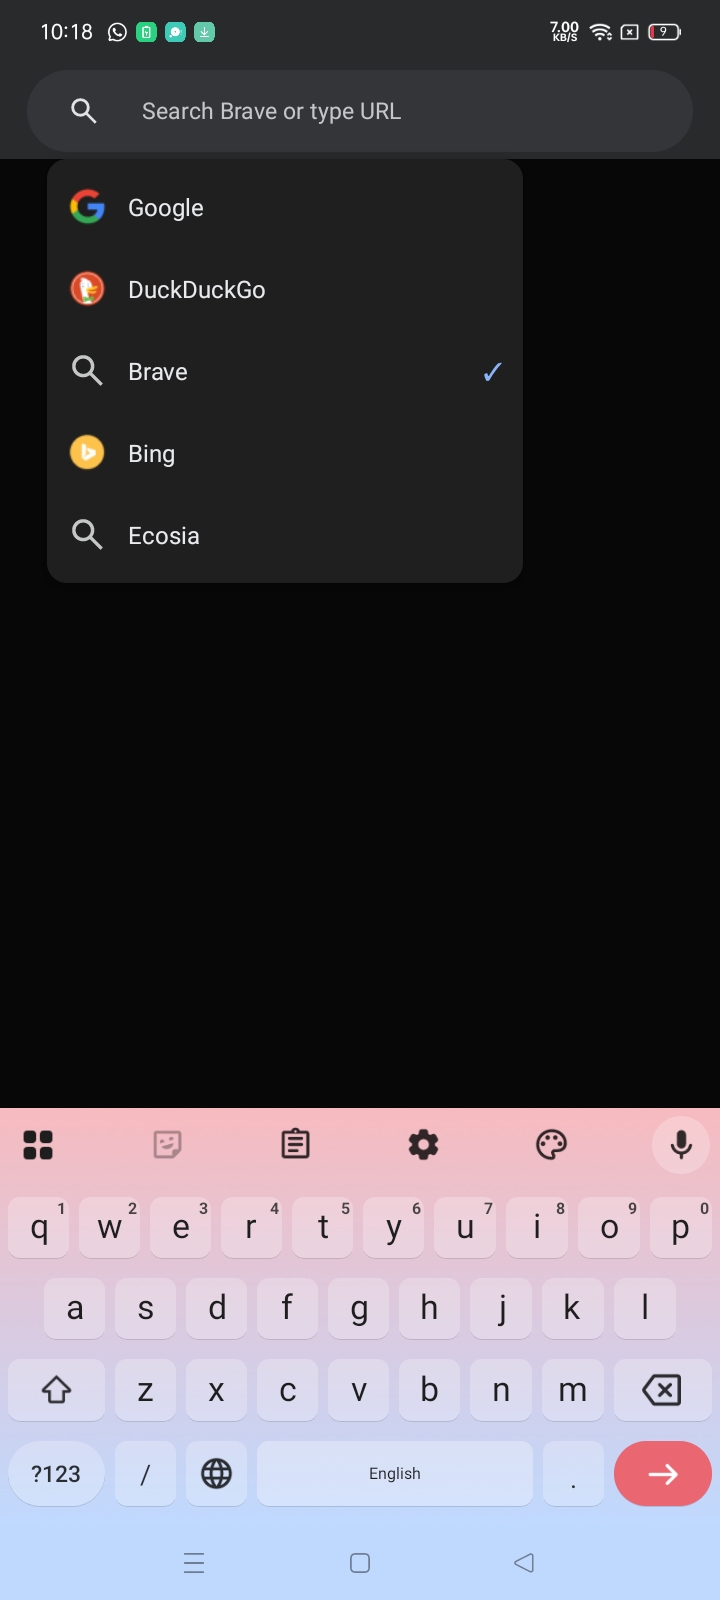 10:18
7.00
KB/S
9
Search Brave or type URL
Google
DuckDuckGo
Brave
Bing
Ecosia
q 1 w 2 e 3 r 4 t 5 y 6 u 7 i 8 o 9 p 0
a s d f g h j k l
z x c v b n m
?123 / English .